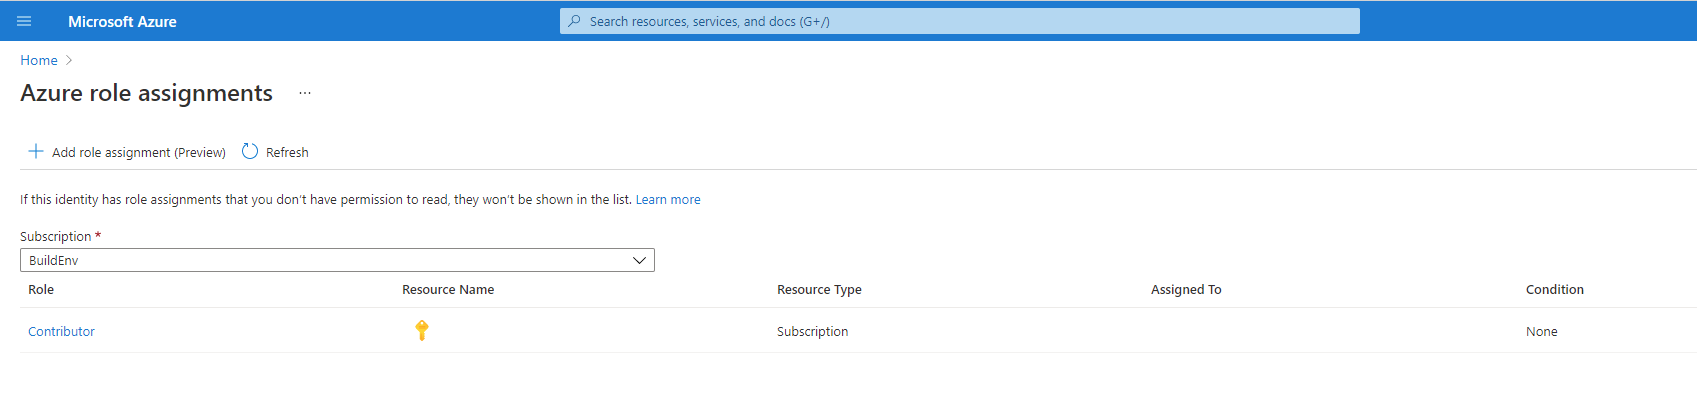 Microsoft Azure
Search resources, services, and docs (G+/)
Home
Azure role assignments ...
Add role assignment (Preview) Refresh
If this identity has role assignments that you don't have permission to read, they won't be shown in the list. Learn more
Subscription *
BuildEnv
Role Resource Name Resource Type Assigned To Condition
Contributor Subscription None